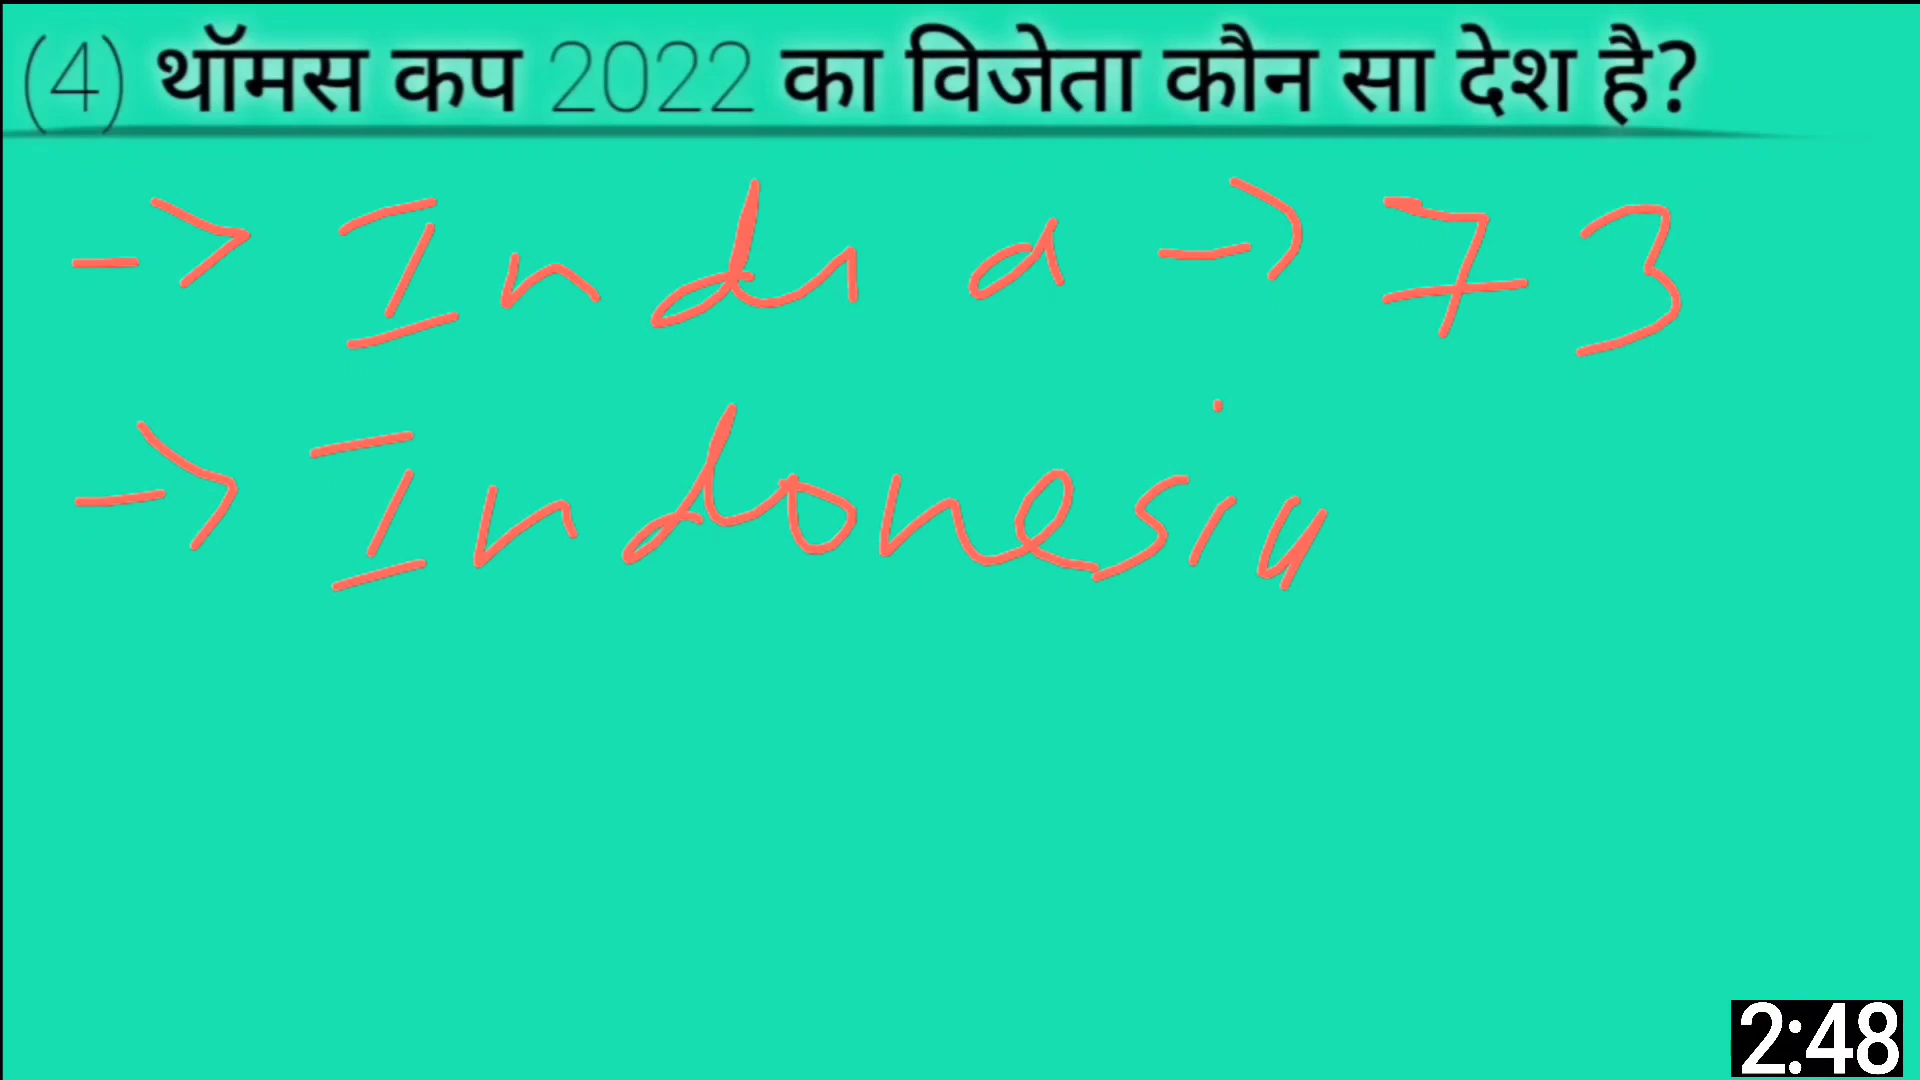 (4) थॉमस कप 2022 का विजेता कौन सा देश है?
-> India -> 73
-> Indonesia
2:48